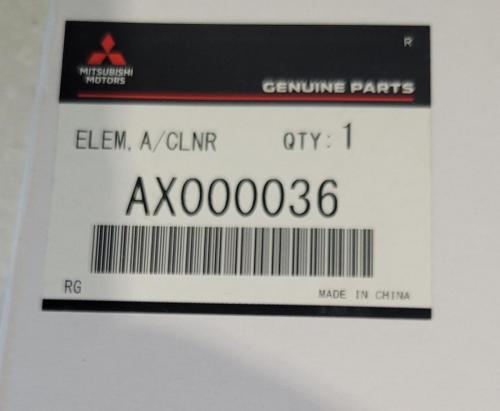 R
MITSUBISHI
MOTORS
GENUINE PARTS
ELEM, A/CLNR QTY: 1
AX000036
RG MADE IN CHINA